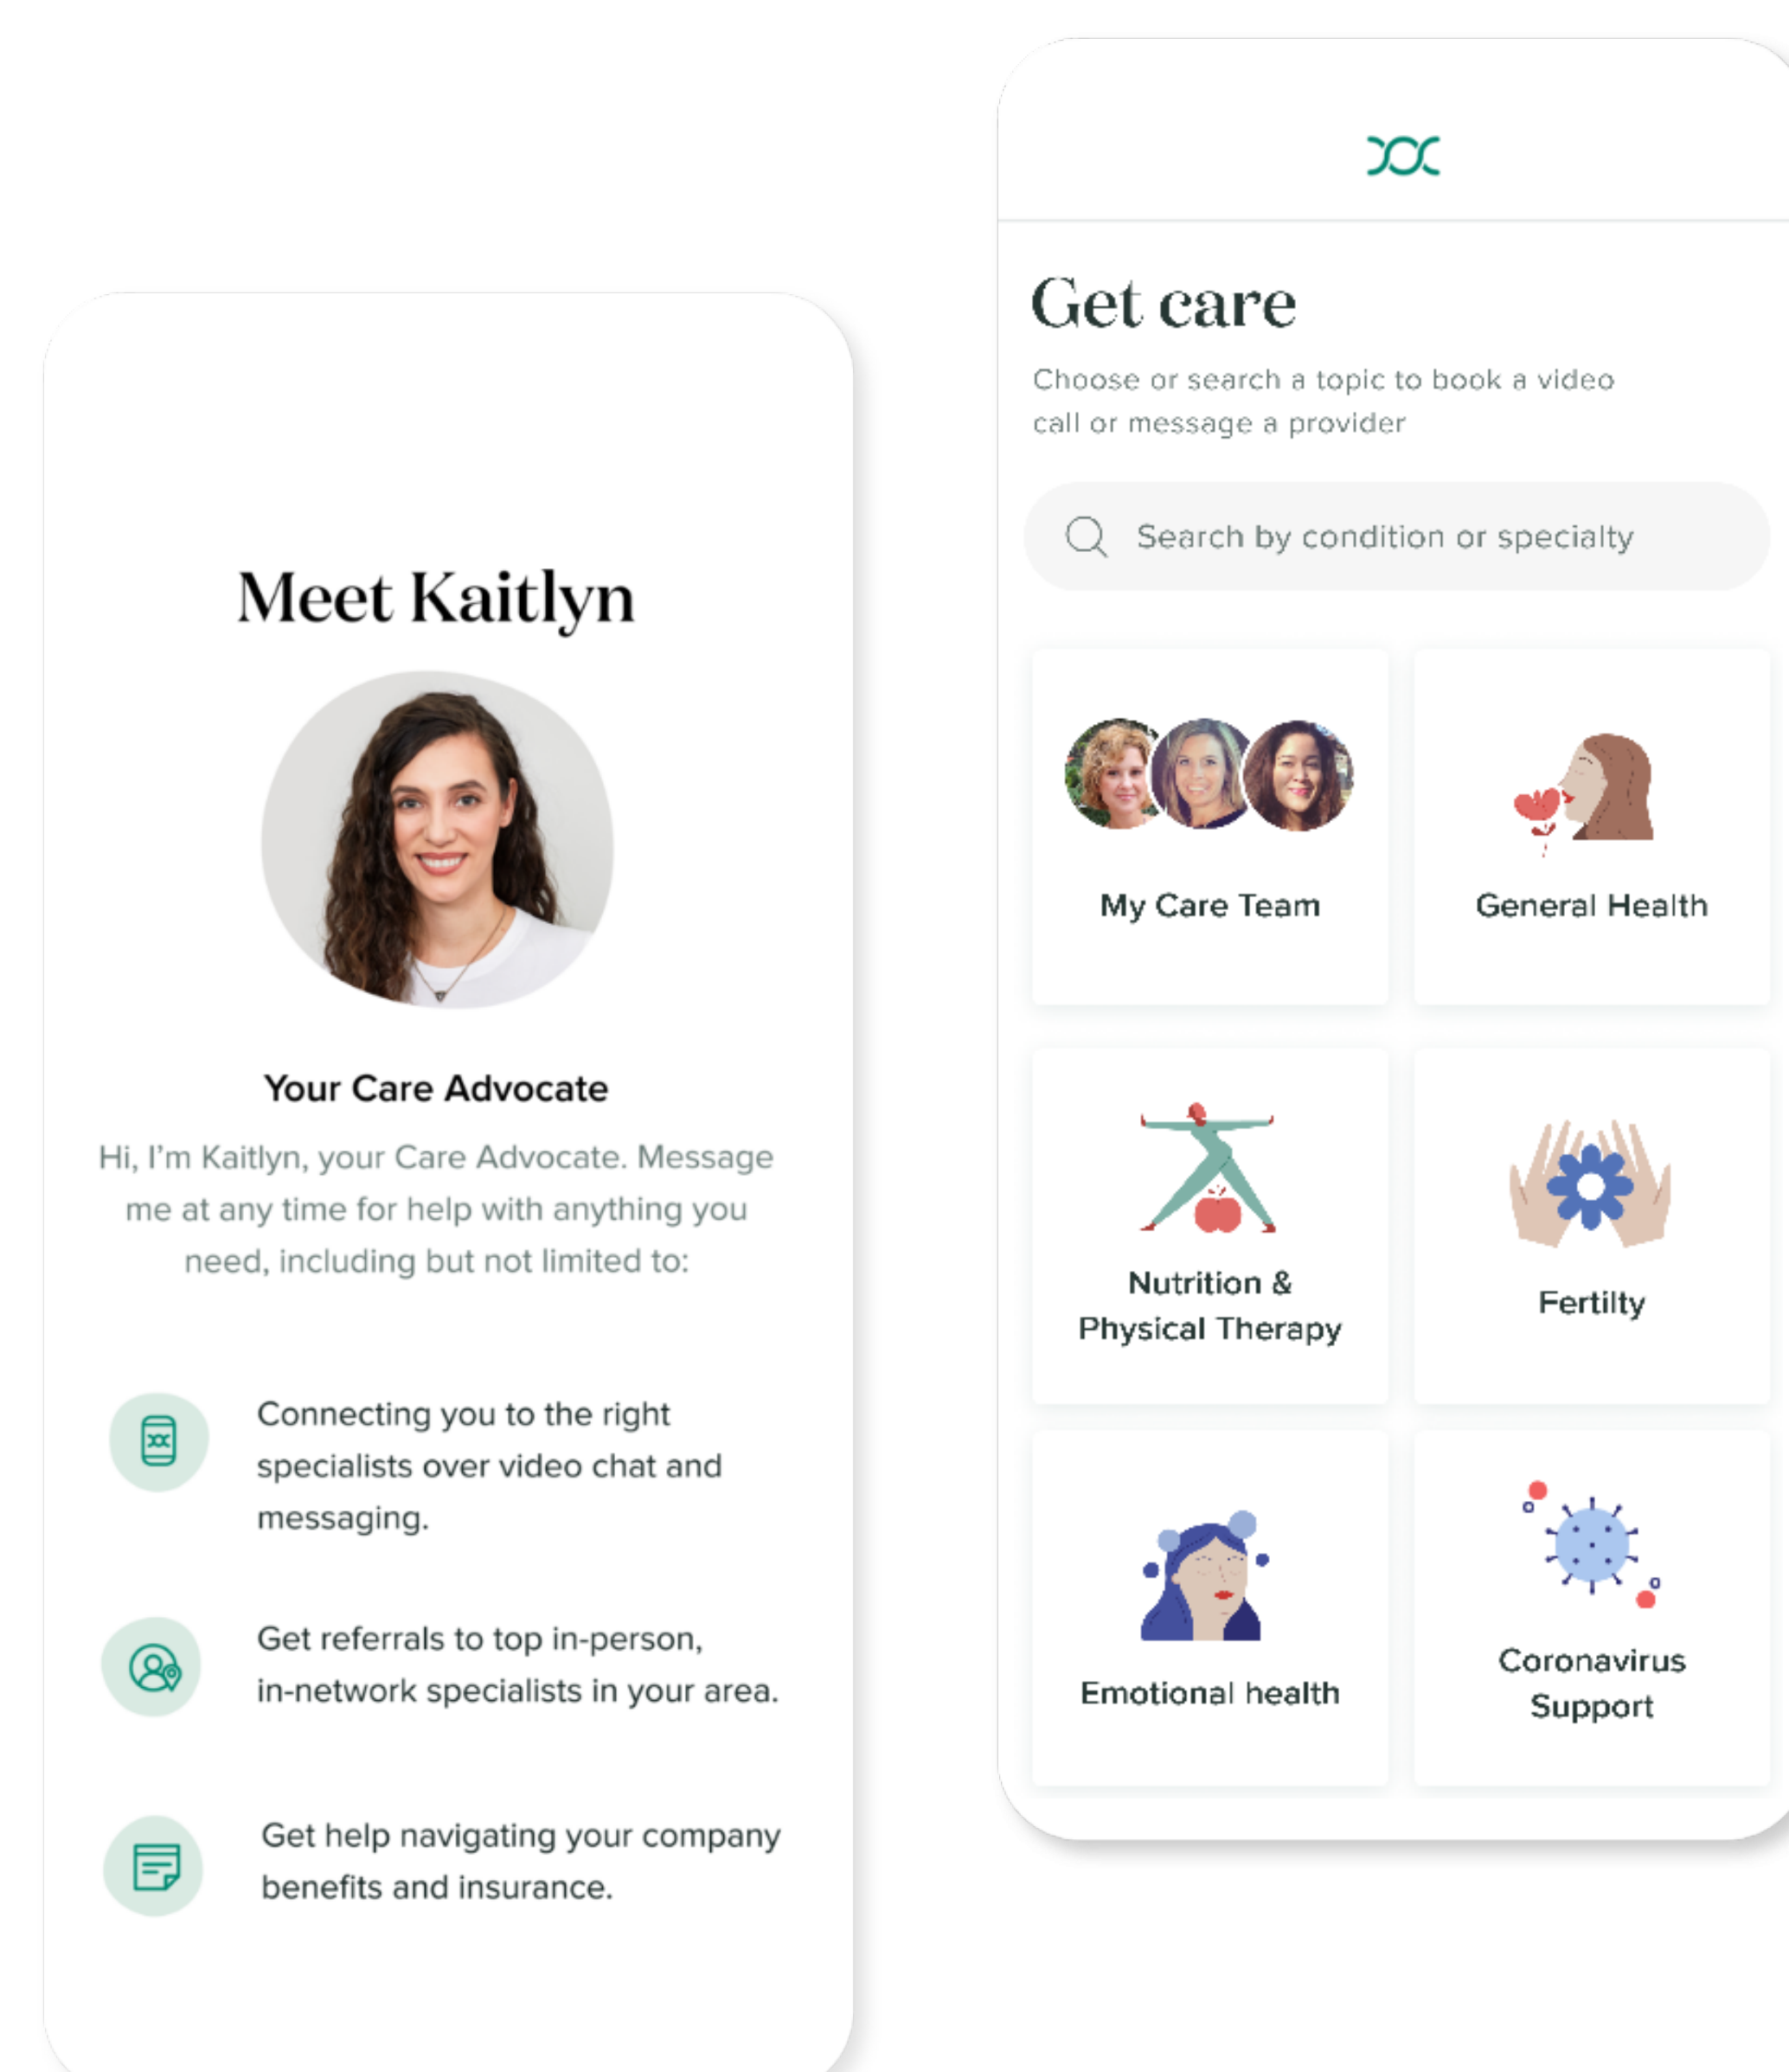 Meet Kaitlyn
Your Care Advocate
Hi, I'm Kaitlyn, your Care Advocate. Message
me at any time for help with anything you
need, including but not limited to:
Connecting you to the right
specialists over video chat and
messaging.
Get referrals to top in-person,
in-network specialists in your area.
Get help navigating your company
benefits and insurance.
Get care
Choose or search a topic to book a video
call or message a provider
Search by condition or specialty
My Care Team
General Health
Nutrition &
Physical Therapy
Fertilty
Emotional health
Coronavirus
Support